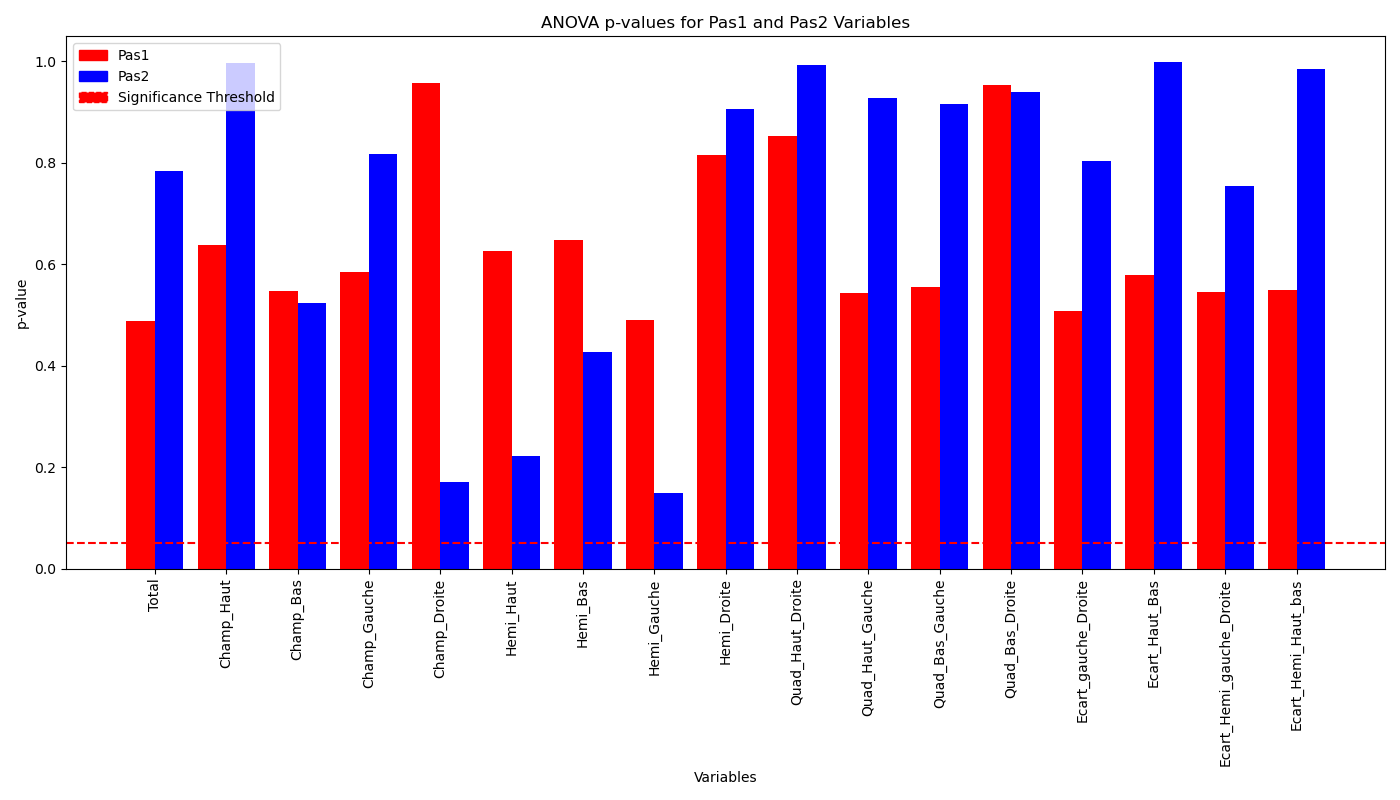 ANOVA p-values for Pas1 and Pas2 Variables
Pas1
Pas2
Significance Threshold
p-value
1.0
0.8
0.6
0.4
0.2
0.0
Total
Champ_Haut
Champ_Bas
Champ_Gauche
Champ_Droite
Hemi_Haut
Hemi_Bas
Hemi_Gauche
Hemi_Droite
Quad_Haut_Droite
Quad_Haut_Gauche
Quad_Bas_Gauche
Quad_Bas_Droite
Ecart_gauche_Droite
Ecart_Haut_Bas
Ecart_Hemi_gauche_Droite
Ecart_Hemi_Haut_bas
Variables